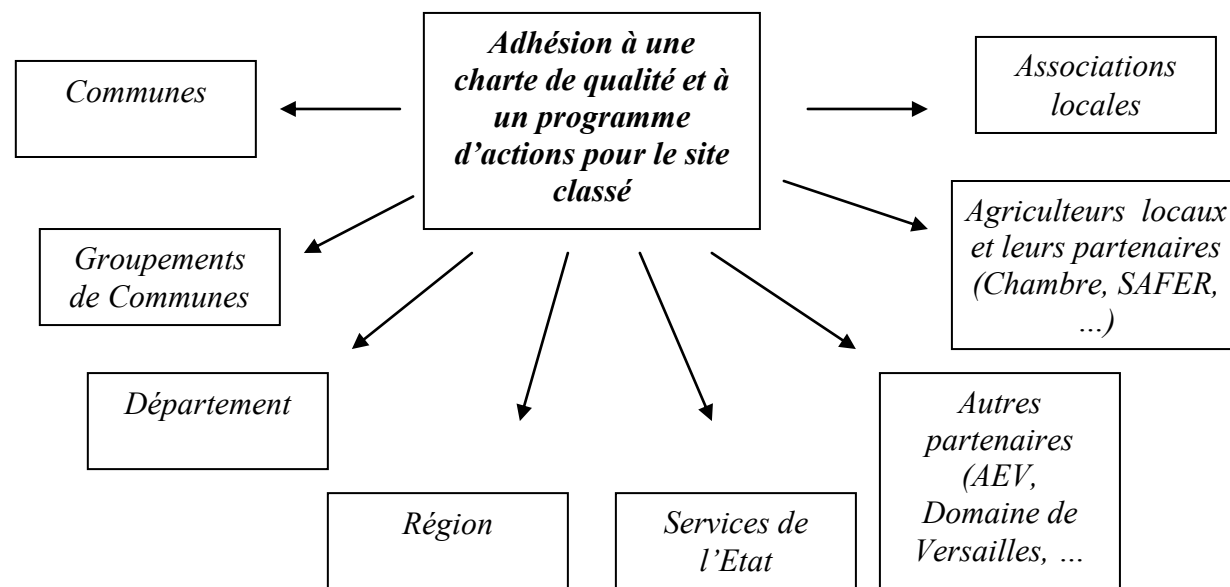 Adhésion à une
charte de qualité et à
un programme
d’actions pour le site
classé
Communes
Groupements
de Communes
Département
Région
Services de
l’Etat
Autres
partenaires
(AEV,
Domaine de
Versailles, …
Agriculteurs locaux
et leurs partenaires
(Chambre, SAFER,
…)
Associations
locales